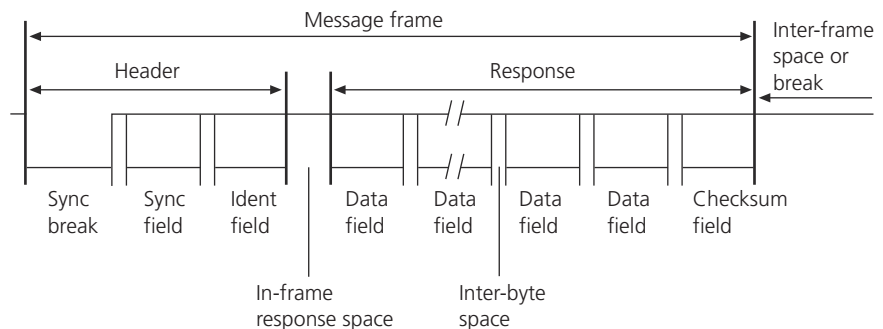 Message frame
Inter-frame
space or
break
Header
Response
Sync
break
Sync
field
Ident
field
Data
field
Data
field
Data
field
Data
field
Checksum
field
In-frame
response space
Inter-byte
space